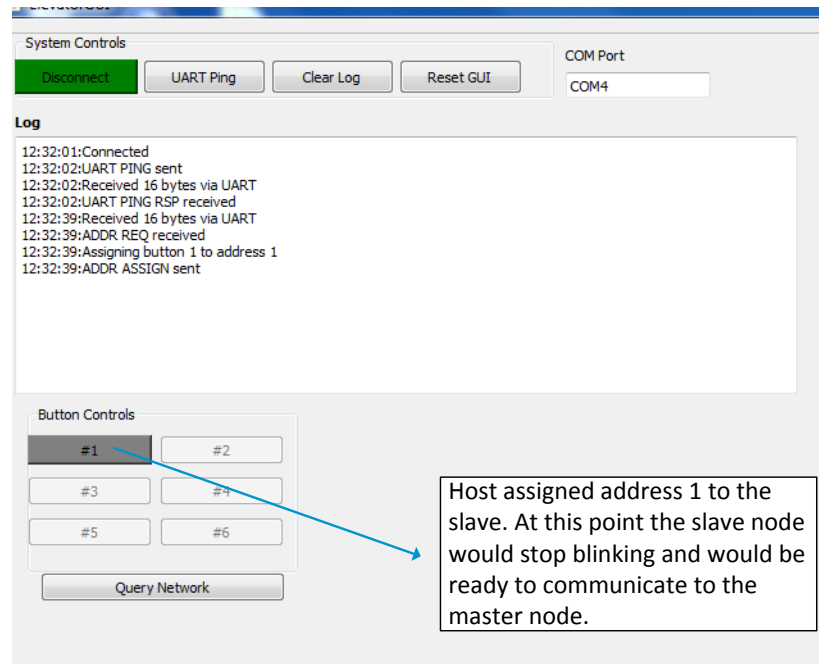 ElevatorGUI
System Controls
Disconnect
UART Ping
Clear Log
Reset GUI
COM Port
COM4
Log
12:32:01:Connected
12:32:02:UART PING sent
12:32:02:Received 16 bytes via UART
12:32:02:UART PING RSP received
12:32:39:Received 16 bytes via UART
12:32:39:ADDR REQ received
12:32:39:Assigning button 1 to address 1
12:32:39:ADDR ASSIGN sent
Button Controls
#1
#2
#3
#4
#5
#6
Query Network
Host assigned address 1 to the
slave. At this point the slave node
would stop blinking and would be
ready to communicate to the
master node.